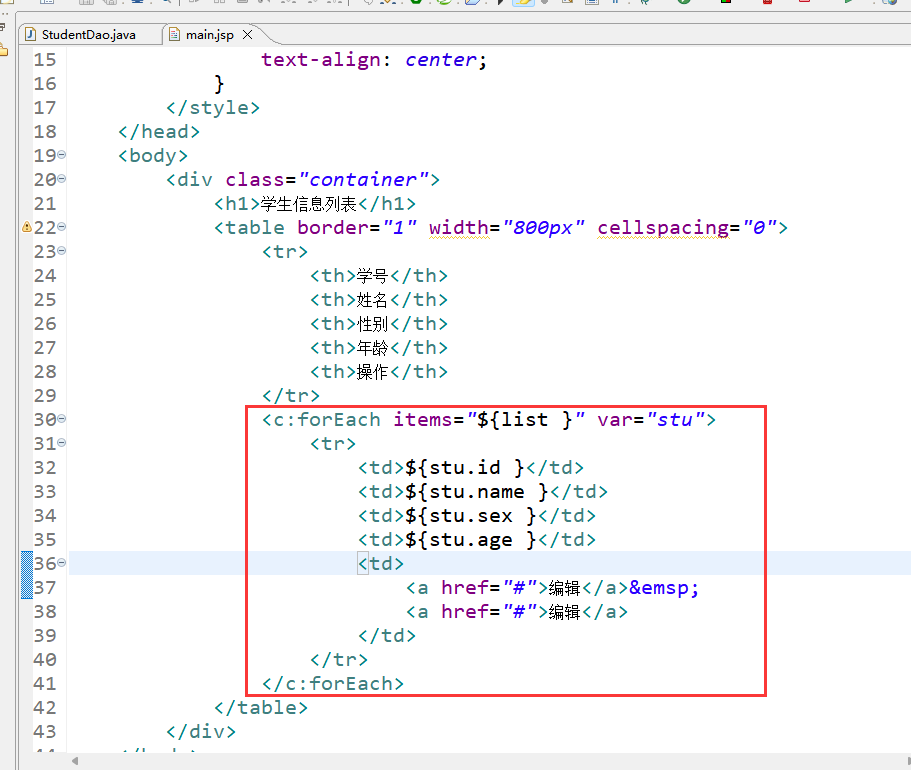 StudentDao.java main.jsp
15 text-align: center;
16 }
17 </style>
18 </head>
19 <body>
20 <div class="container">
21 <h1>学生信息列表</h1>
22 <table border="1" width="800px" cellspacing="0">
23 <tr>
24 <th>学号</th>
25 <th>姓名</th>
26 <th>性别</th>
27 <th>年龄</th>
28 <th>操作</th>
29 </tr>
30 <c:forEach items="${list }" var="stu">
31 <tr>
32 <td>${stu.id }</td>
33 <td>${stu.name }</td>
34 <td>${stu.sex }</td>
35 <td>${stu.age }</td>
36 <td>
37 <a href="#">编辑</a>&emsp;
38 <a href="#">编辑</a>
39 </td>
40 </tr>
41 </c:forEach>
42 </table>
43 </div>